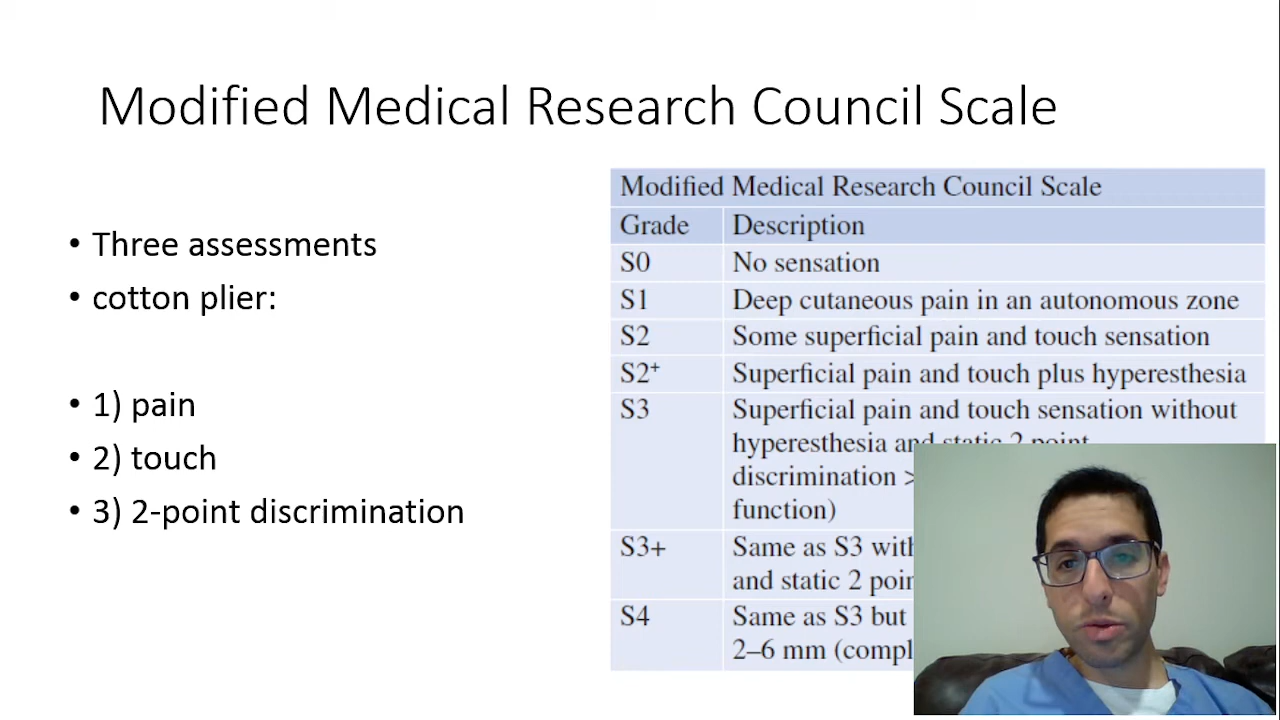 Modified Medical Research Council Scale
• Three assessments
• cotton plier:
• 1) pain
• 2) touch
• 3) 2-point discrimination
Modified Medical Research Council Scale
Grade Description
S0 No sensation
S1 Deep cutaneous pain in an autonomous zone
S2 Some superficial pain and touch sensation
S2+ Superficial pain and touch plus hyperesthesia
S3 Superficial pain and touch sensation without
hyperesthesia and static 2 point
discrimination >
function)
S3+ Same as S3 with
and static 2
S4 Same as S3 but
2–6 mm